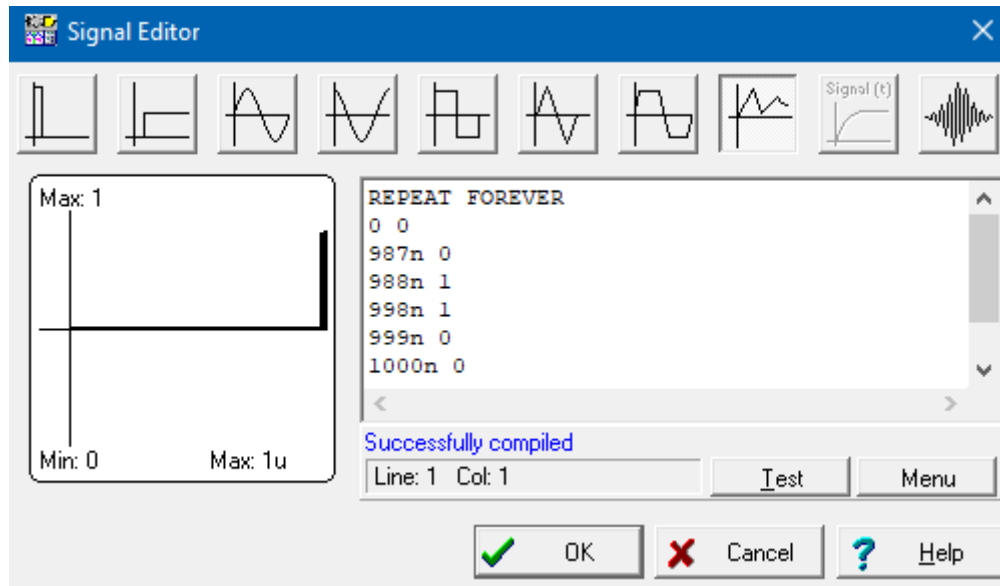 Signal Editor
Signal (t)
Max: 1
Min: 0 Max: 1u
REPEAT FOREVER
0 0
987n 0
988n 1
998n 1
999n 0
1000n 0
Successfully compiled
Line: 1 Col: 1
Test Menu
OK Cancel Help